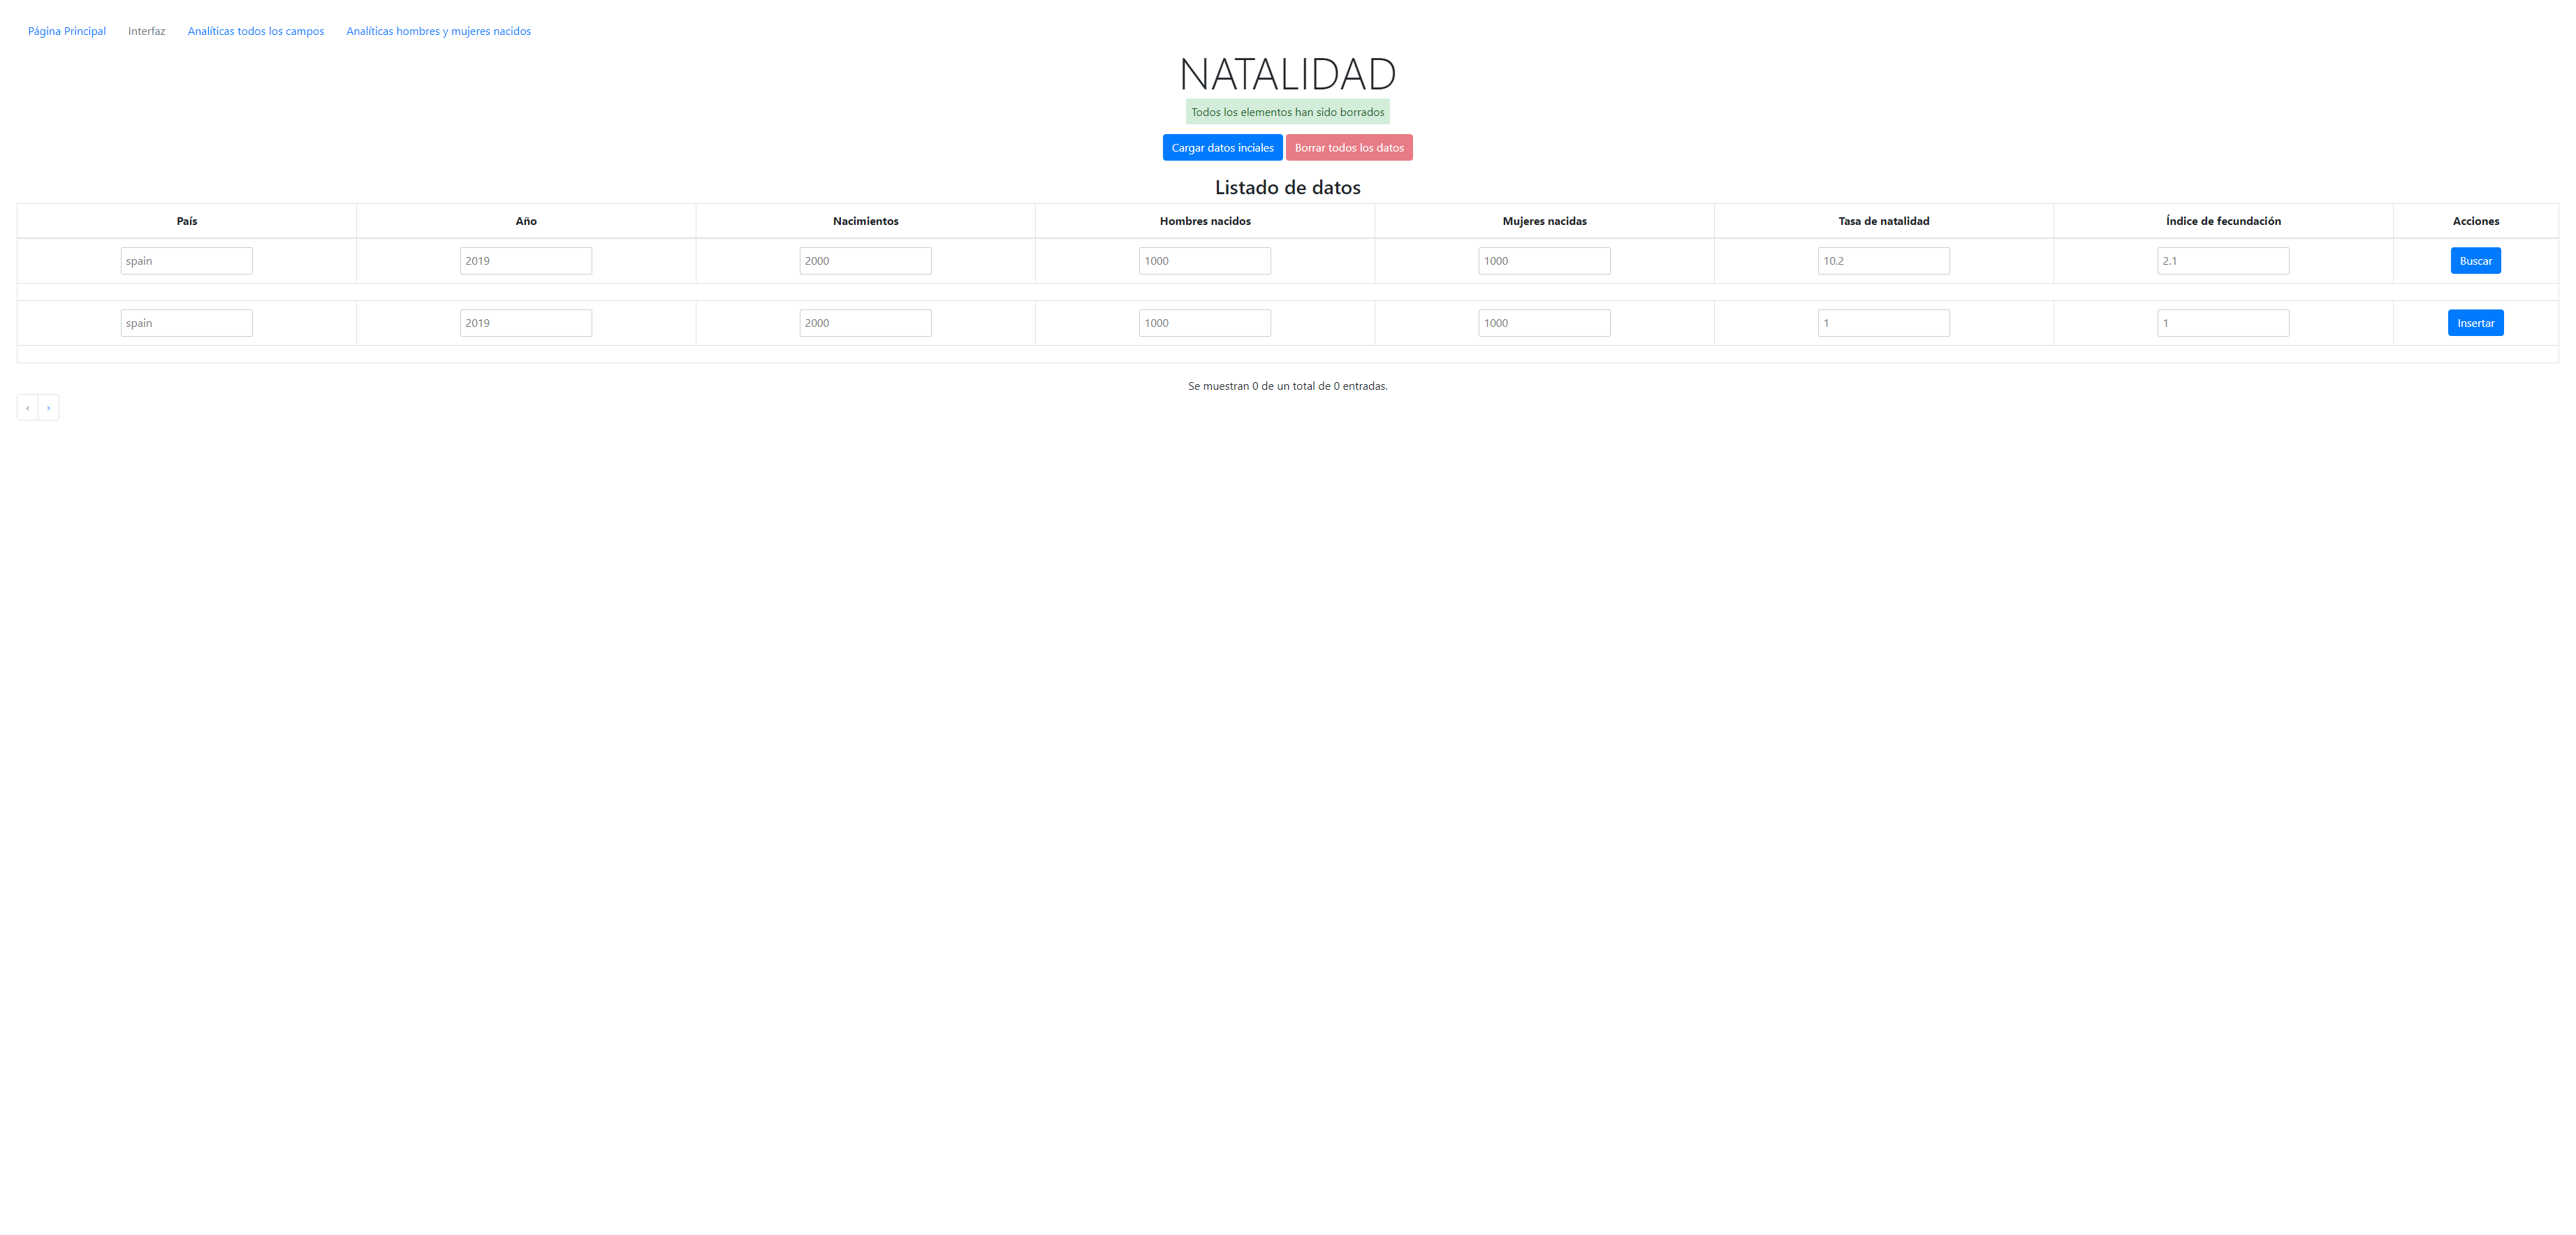 Página Principal Interfaz Analíticas todos los campos Analíticas hombres y mujeres nacidos
NATALIDAD
Todos los elementos han sido borrados
Cargar datos inciales Borrar todos los datos
Listado de datos
País Año Nacimientos Hombres nacidos Mujeres nacidas Tasa de natalidad Índice de fecundación Acciones
spain 2019 2000 1000 1000 10.2 2.1 Buscar
spain 2019 2000 1000 1000 1 1 Insertar
Se muestran 0 de un total de 0 entradas.
‹ ›